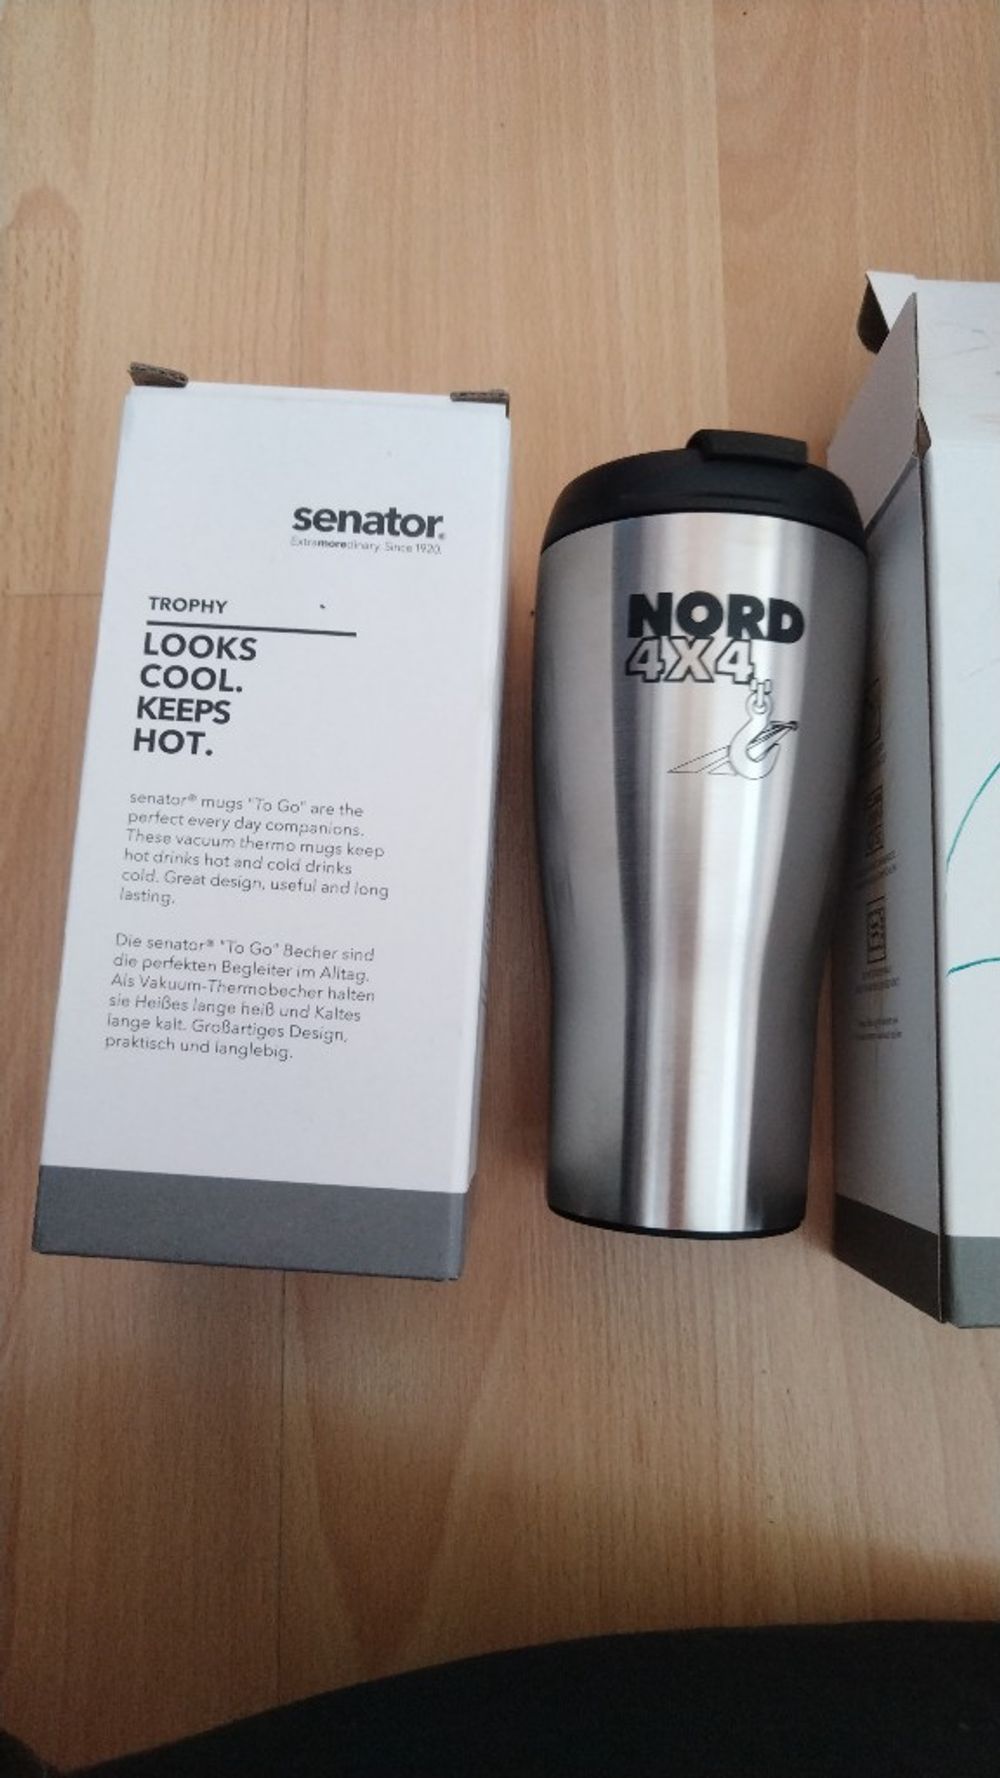 senator®
Extramoredinary. Since 1920.
TROPHY
LOOKS
COOL.
KEEPS
HOT.
senator® mugs "To Go" are the
perfect every day companions.
These vacuum thermo mugs keep
hot drinks hot and cold drinks
cold. Great design, useful and long
lasting.
Die senator® "To Go" Becher sind
die perfekten Begleiter im Alltag.
Als Vakuum-Thermobecher halten
sie Heißes lange heiß und Kaltes
lange kalt. Großartiges Design,
praktisch und langlebig.
NORD
4X4